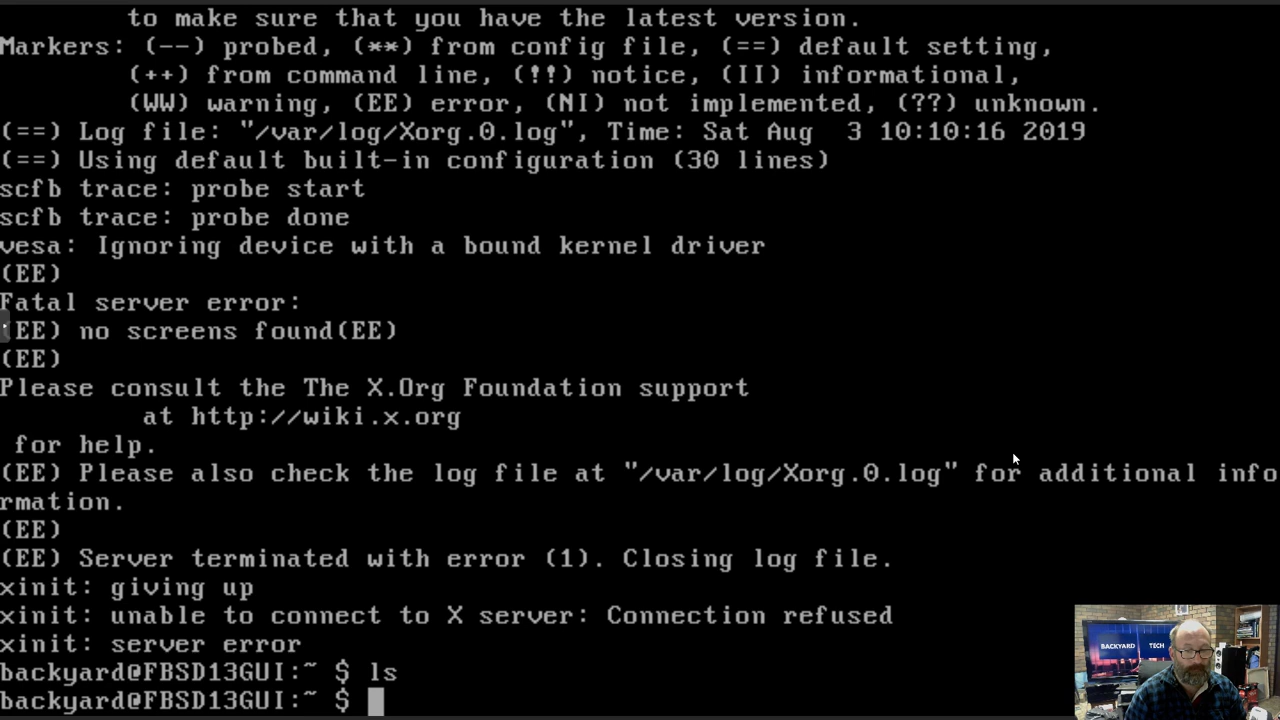 to make sure that you have the latest version.
Markers: (--) probed, (**) from config file, (==) default setting,
(++) from command line, (!!) notice, (II) informational,
(WW) warning, (EE) error, (NI) not implemented, (??) unknown.
(==) Log file: "/var/log/Xorg.0.log", Time: Sat Aug  3 10:10:16 2019
(==) Using default built-in configuration (30 lines)
scfb trace: probe start
scfb trace: probe done
vesa: Ignoring device with a bound kernel driver
(EE)
Fatal server error:
(EE) no screens found(EE)
(EE)
Please consult the The X.Org Foundation support
at http://wiki.x.org
for help.
(EE) Please also check the log file at "/var/log/Xorg.0.log" for additional info
rmation.
(EE)
(EE) Server terminated with error (1). Closing log file.
xinit: giving up
xinit: unable to connect to X server: Connection refused
xinit: server error
backyard@FBSD13GUI:~ $ ls
backyard@FBSD13GUI:~ $
BACKYARD TECH